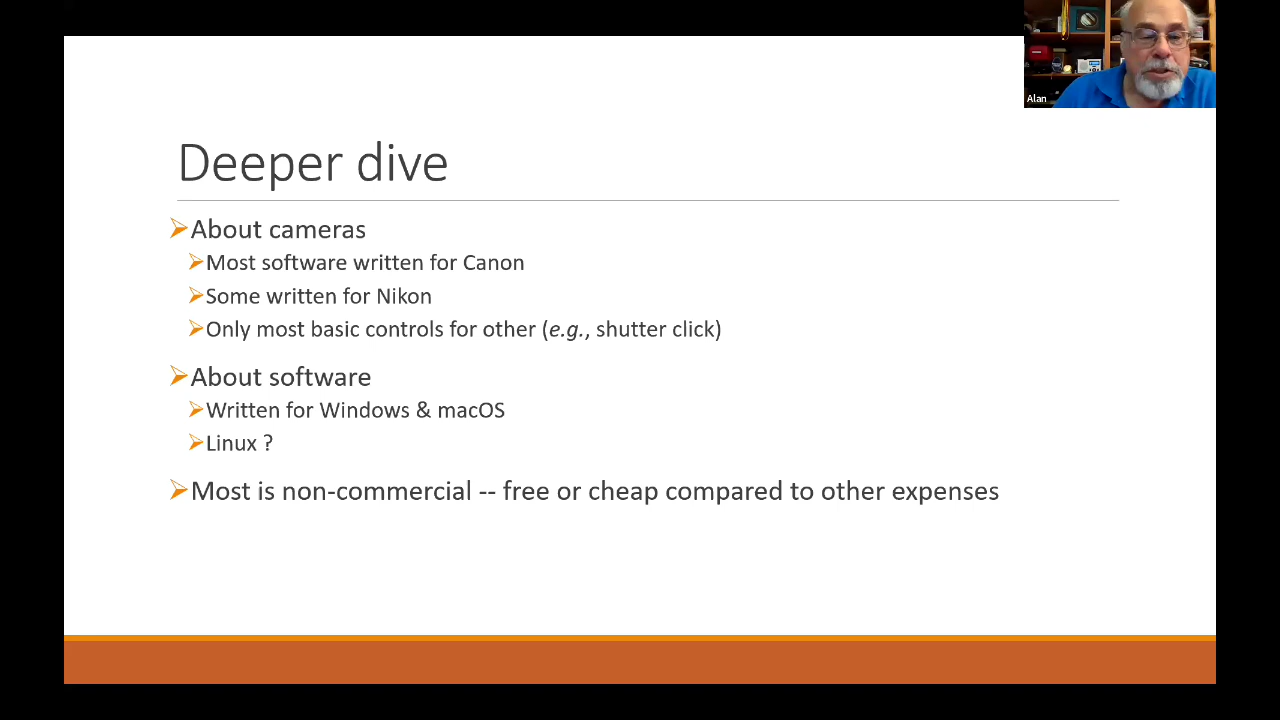 Alan
Deeper dive
About cameras
Most software written for Canon
Some written for Nikon
Only most basic controls for other (e.g., shutter click)
About software
Written for Windows & macOS
Linux ?
Most is non-commercial -- free or cheap compared to other expenses